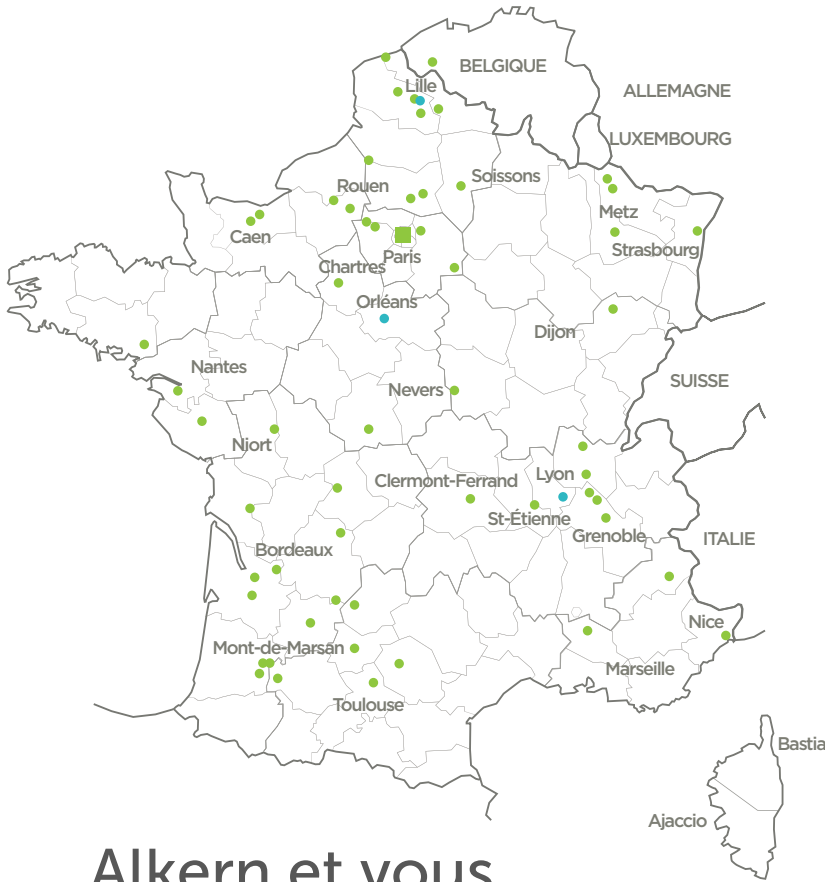 BELGIQUE
Lille
ALLEMAGNE
LUXEMBOURG
Soissons
Rouen
Metz
Caen
Strasbourg
Paris
Chartres
Orléans
Dijon
Nantes
SUISSE
Nevers
Niort
Lyon
Clermont-Ferrand
St-Étienne
Grenoble
ITALIE
Bordeaux
Nice
Mont-de-Marsan
Marseille
Toulouse
Bastia
Ajaccio
Alkern et vous